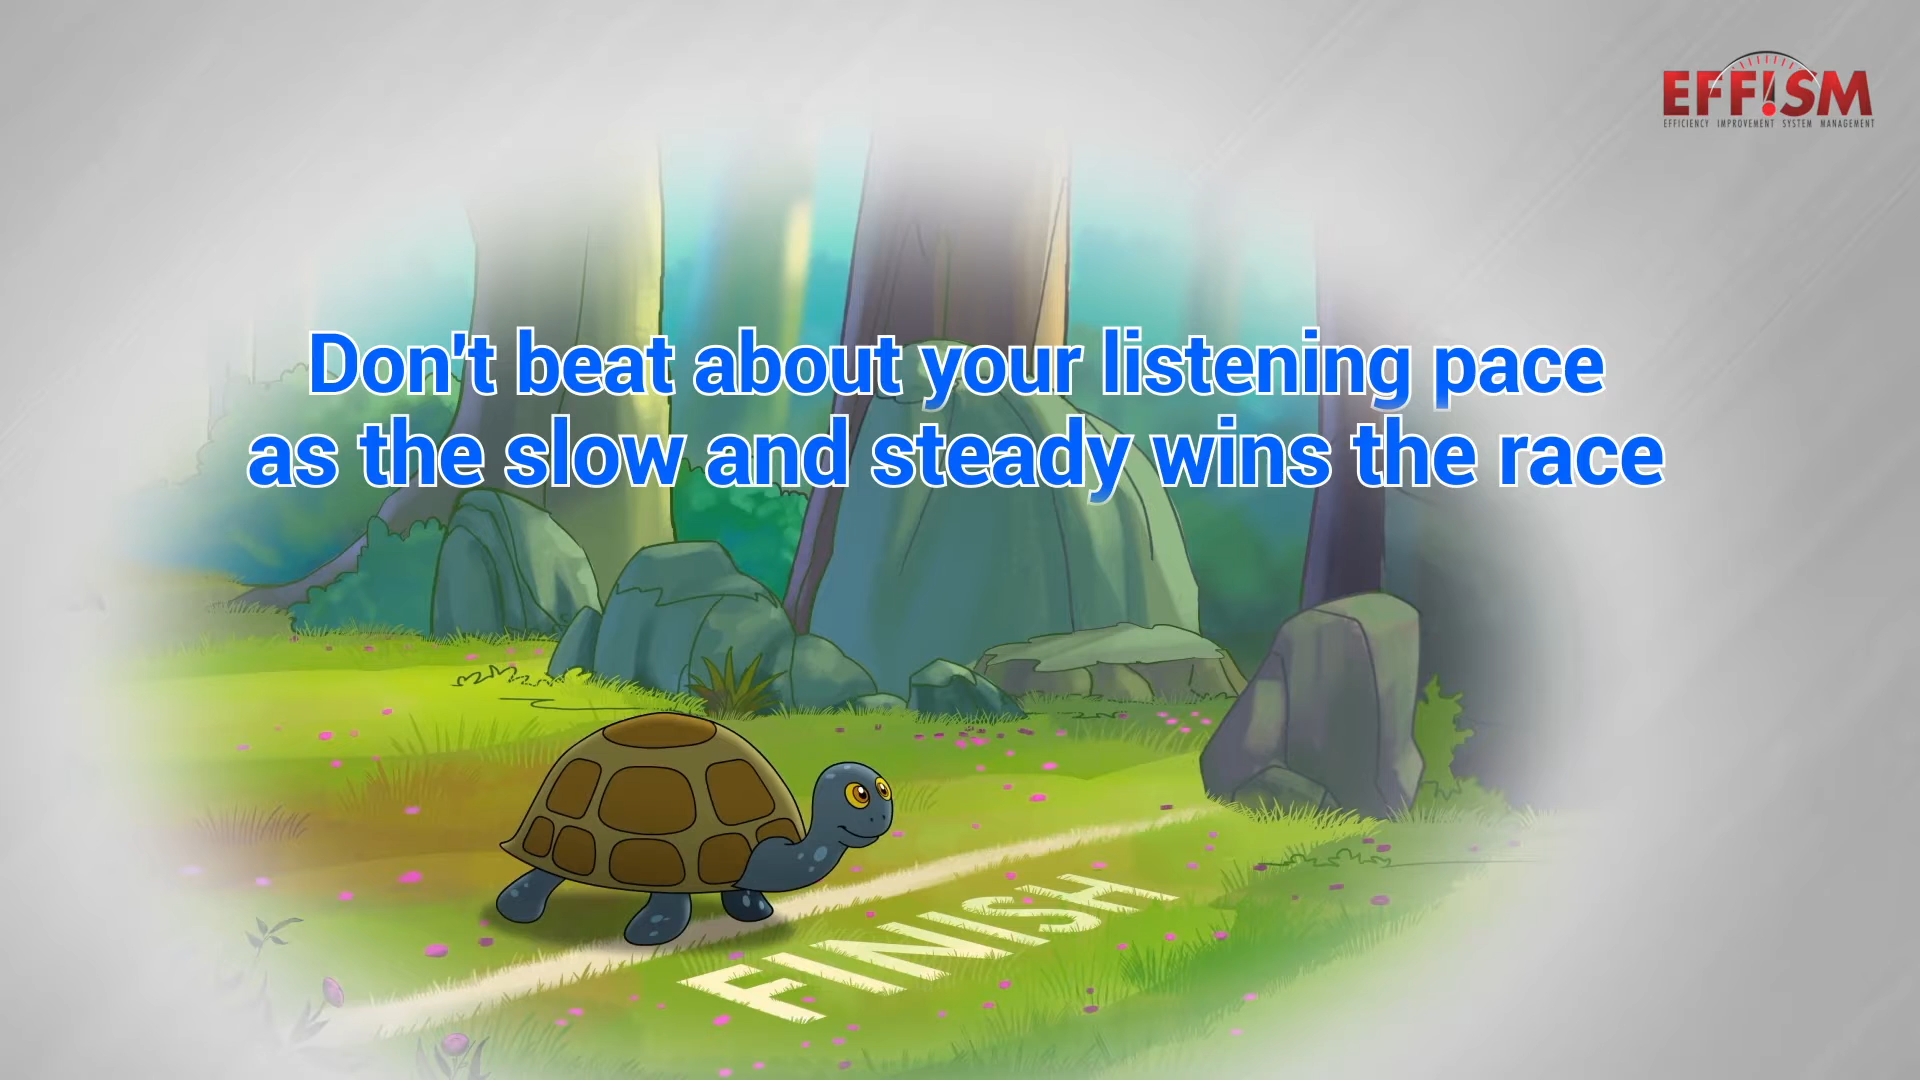 EFF!SM
EFFICIENCY IMPROVEMENT SYSTEM MANAGEMENT
Don't beat about your listening pace
as the slow and steady wins the race
FINISH